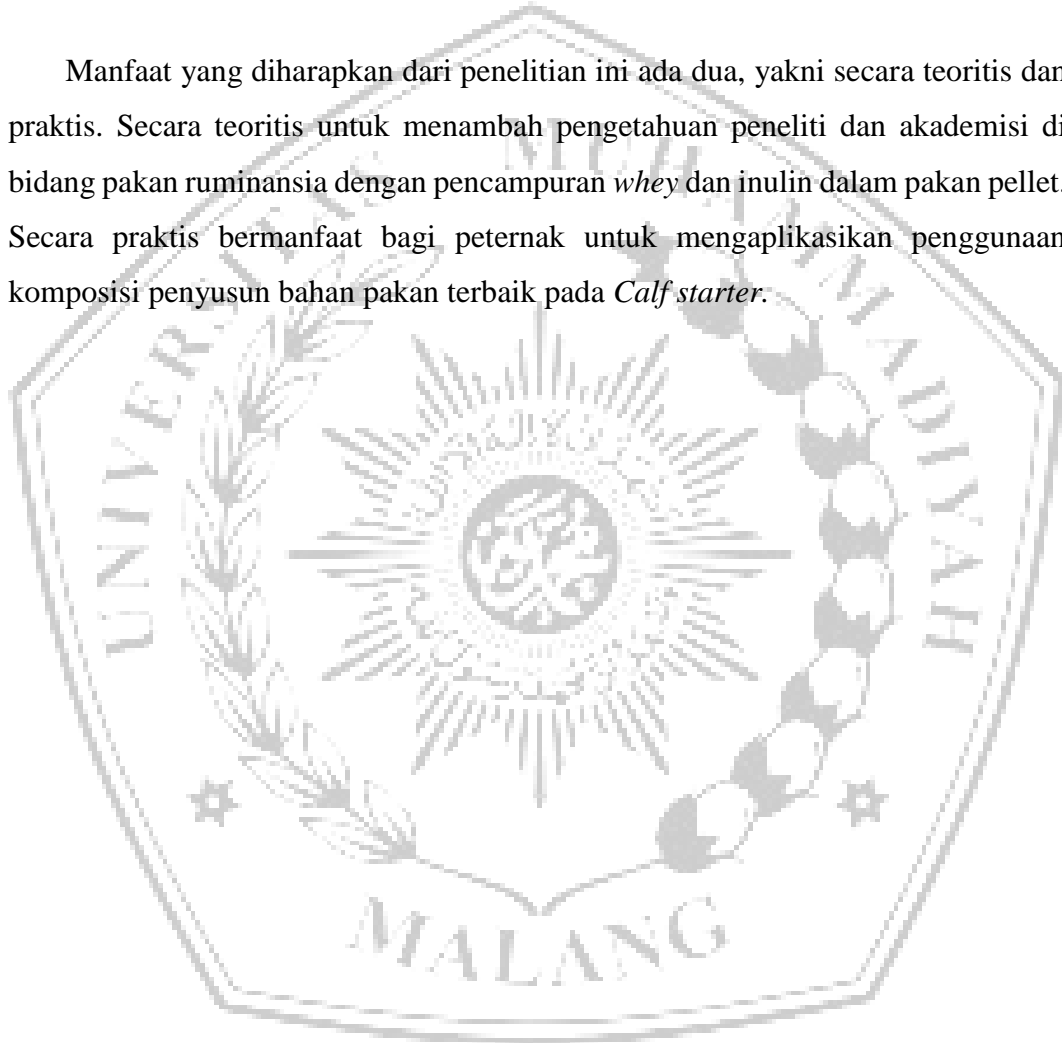 Manfaat yang diharapkan dari penelitian ini ada dua, yakni secara teoritis dan
praktis. Secara teoritis untuk menambah pengetahuan peneliti dan akademisi di
bidang pakan ruminansia dengan pencampuran whey dan inulin dalam pakan pellet.
Secara praktis bermanfaat bagi peternak untuk mengaplikasikan penggunaan
komposisi penyusun bahan pakan terbaik pada Calf starter.
UNIVERSITAS MUHAMMADIYAH
MALANG